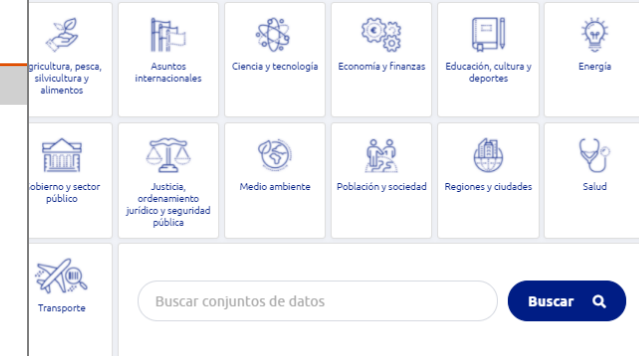 gricultura, pesca,
silvicultura y
alimentos
Asuntos
internacionales
Ciencia y tecnología
Economía y finanzas
Educación, cultura y
deportes
Energía
obierno y sector
público
Justicia,
ordenamiento
jurídico y seguridad
pública
Medio ambiente
Población y sociedad
Regiones y ciudades
Salud
Transporte
Buscar conjuntos de datos
Buscar